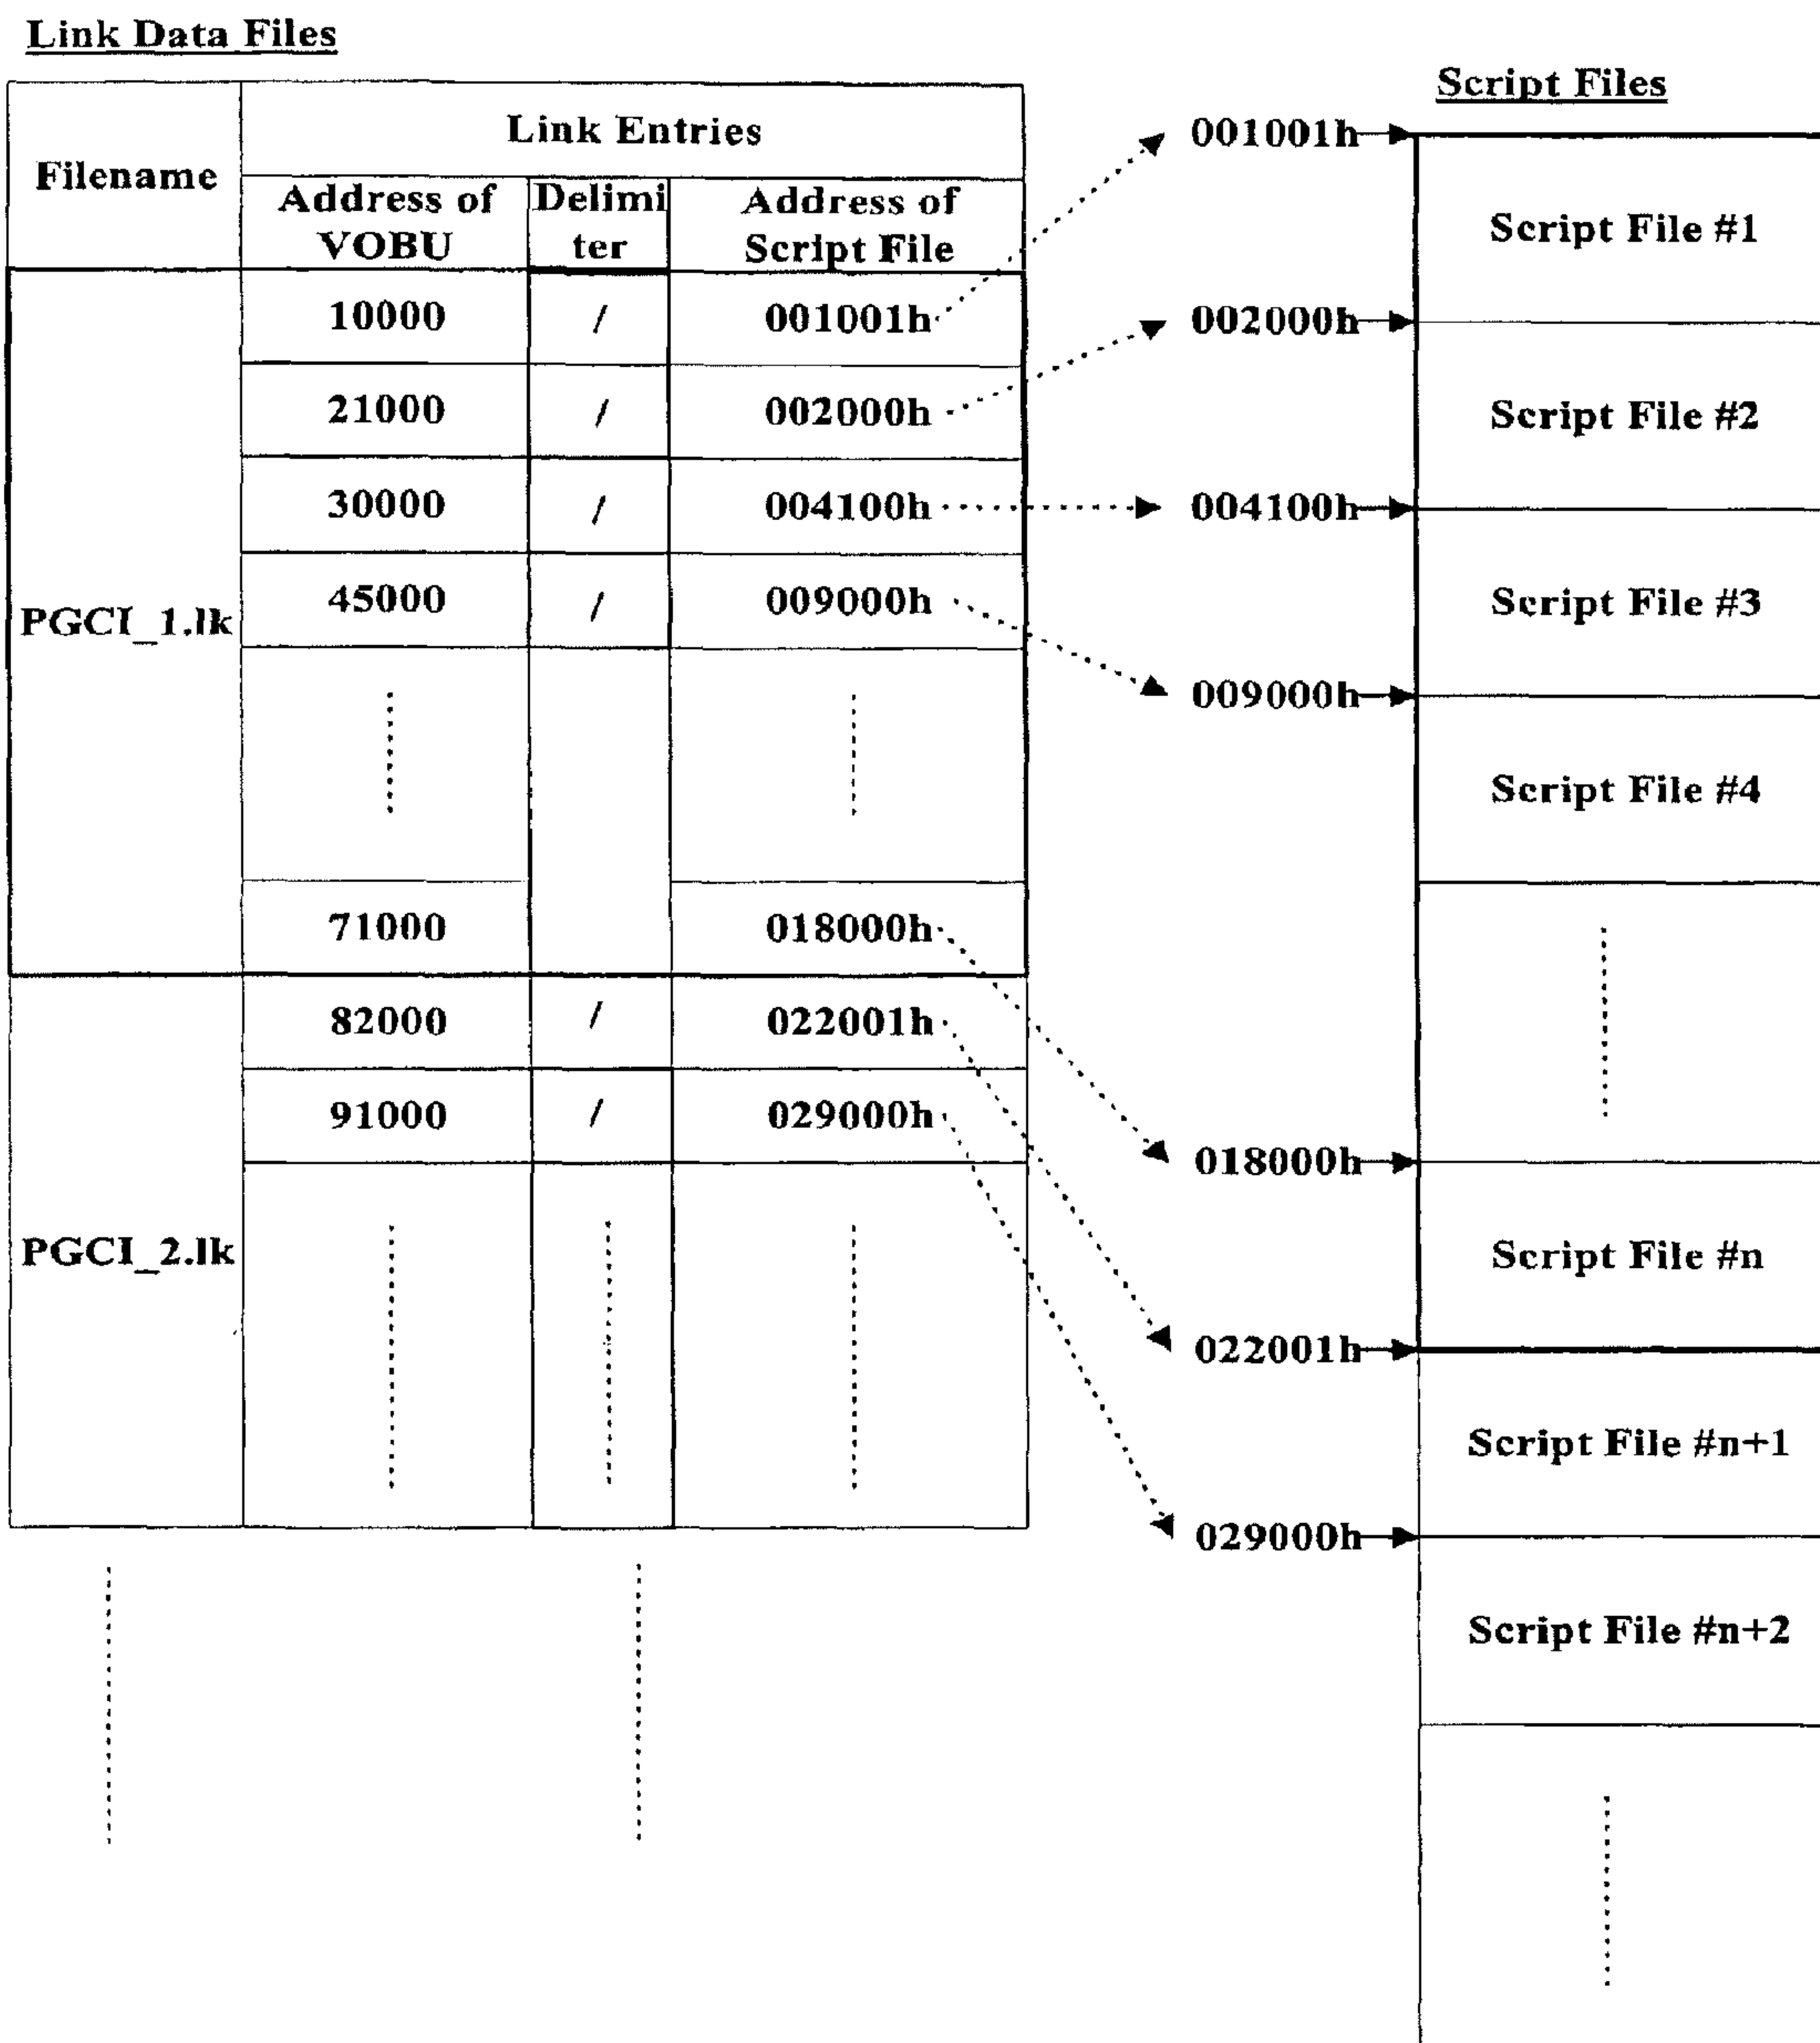 Link Data Files
Filename
Link Entries
Address of
VOBU
Delimi
ter
Address of
Script File
PGCI_1.lk
10000 / 001001h
21000 / 002000h
30000 / 004100h
45000 / 009000h
71000 018000h
PGCI_2.lk
82000 / 022001h
91000 / 029000h
Script Files
001001h
Script File #1
002000h
Script File #2
004100h
Script File #3
009000h
Script File #4
018000h
Script File #n
022001h
Script File #n+1
029000h
Script File #n+2